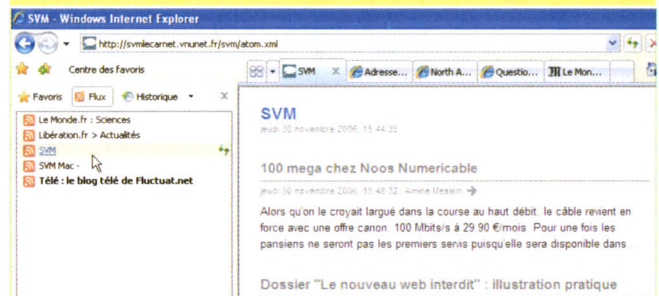 SVM - Windows Internet Explorer
http://svmlecarnet.vnunet.fr/svm/atom.xml
Centre des favoris
SVM
Adresse...
North A...
Questio...
Le Mon...
Favoris
Flux
Historique
Le Monde.fr : Sciences
Libération.fr > Actualités
SVM
SVM Mac -
Télé : le blog télé de Fluctuat.net
SVM
jeudi 30 novembre 2006, 15:44:35
100 mega chez Noos Numericable
jeudi 30 novembre 2006, 15:48:32 | Amine Meslem
Alors qu'on le croyait largué dans la course au haut débit, le câble revient en
force avec une offre canon: 100 Mbits/s à 29.90 €/mois. Pour une fois les
parisiens ne seront pas les premiers servis puisqu'elle sera disponible dans
Dossier "Le nouveau web interdit" : illustration pratique